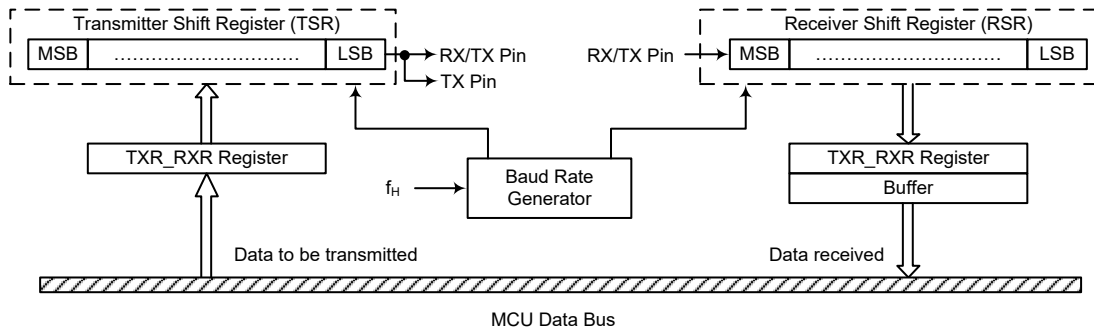 Transmitter Shift Register (TSR)
MSB ………………………… LSB
RX/TX Pin
TX Pin
Receiver Shift Register (RSR)
RX/TX Pin
MSB ………………………… LSB
TXR_RXR Register
Baud Rate
Generator
fH
TXR_RXR Register
Buffer
Data to be transmitted
Data received
MCU Data Bus